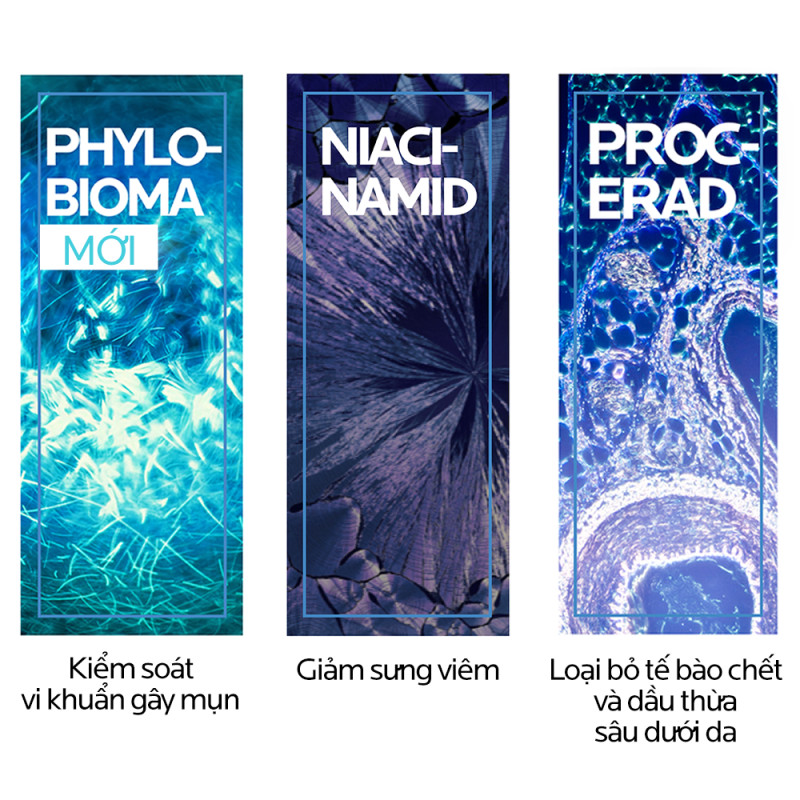 PHYLO-
BIOMA
MỚI
Kiểm soát
vi khuẩn gây mụn
NIACI-
NAMID
Giảm sưng viêm
PROC-
ERAD
Loại bỏ tế bào chết
và dầu thừa
sâu dưới da